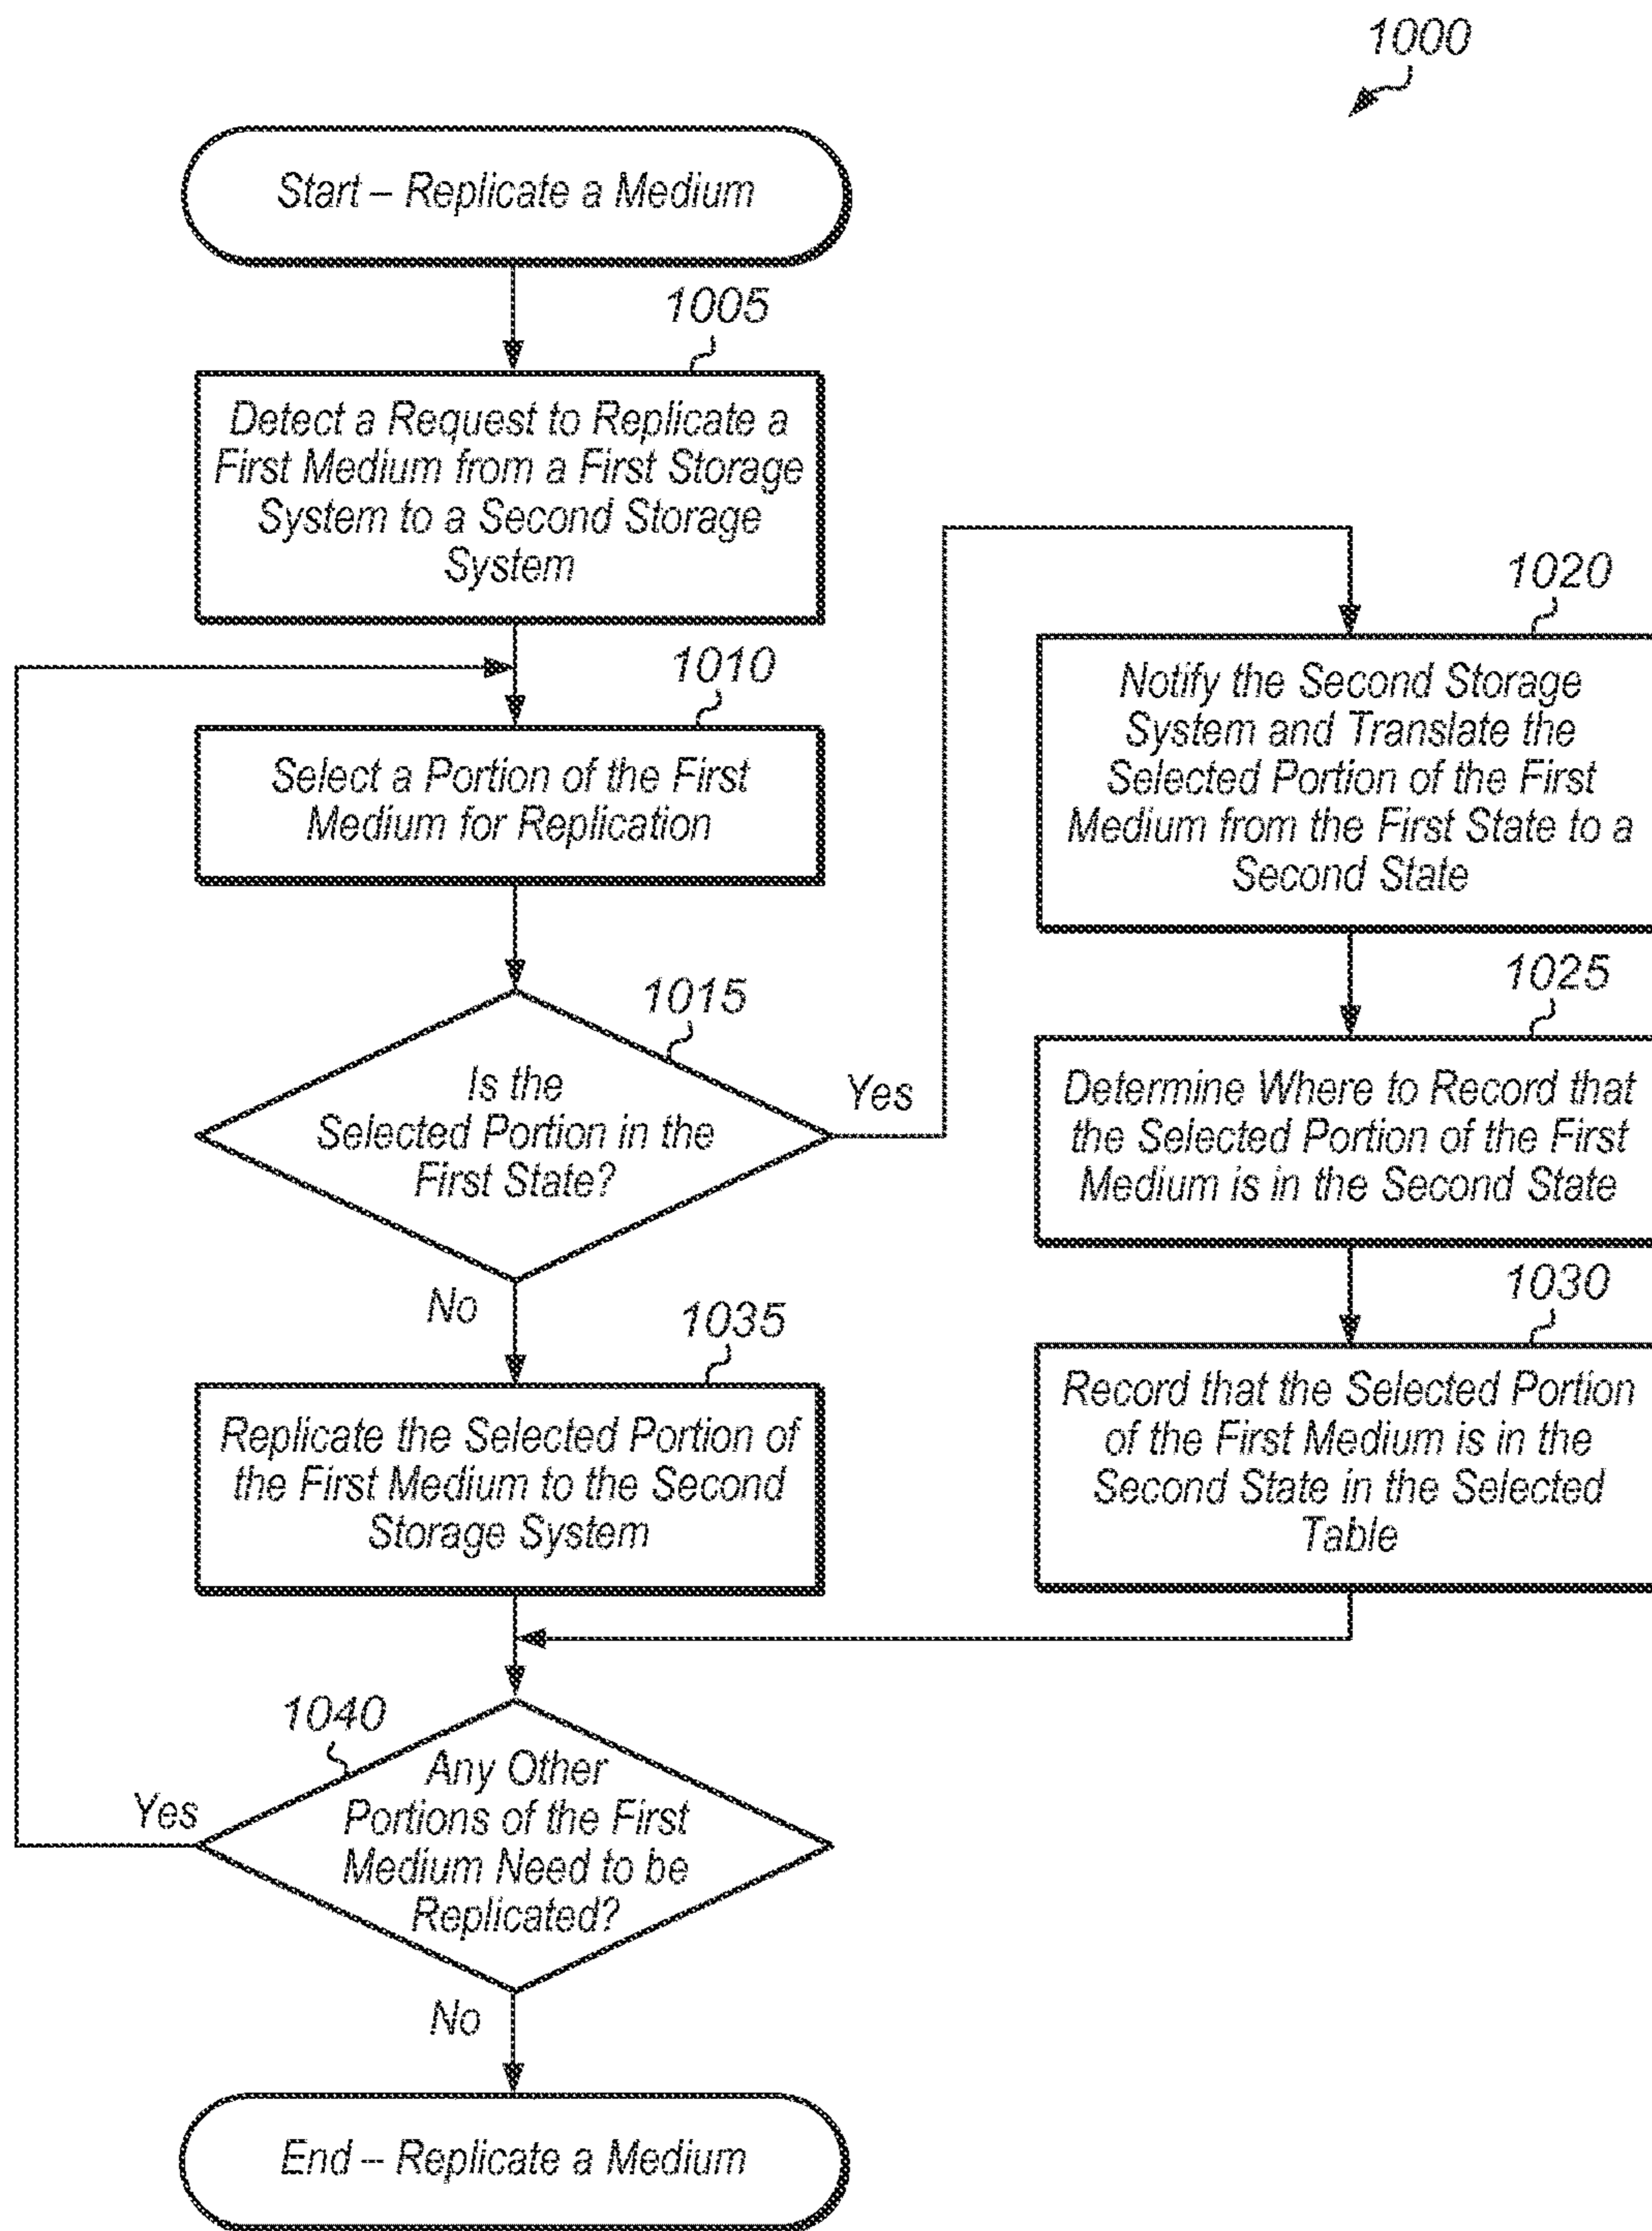 1000
Start – Replicate a Medium
1005
Detect a Request to Replicate a
First Medium from a First Storage
System to a Second Storage
System
1010
Select a Portion of the First
Medium for Replication
1015
Is the
Selected Portion in the
First State?
Yes
No
1020
Notify the Second Storage
System and Translate the
Selected Portion of the First
Medium from the First State to a
Second State
1025
Determine Where to Record that
the Selected Portion of the First
Medium is in the Second State
1030
Record that the Selected Portion
of the First Medium is in the
Second State in the Selected
Table
1035
Replicate the Selected Portion of
the First Medium to the Second
Storage System
1040
Any Other
Portions of the First
Medium Need to be
Replicated?
Yes
No
End – Replicate a Medium